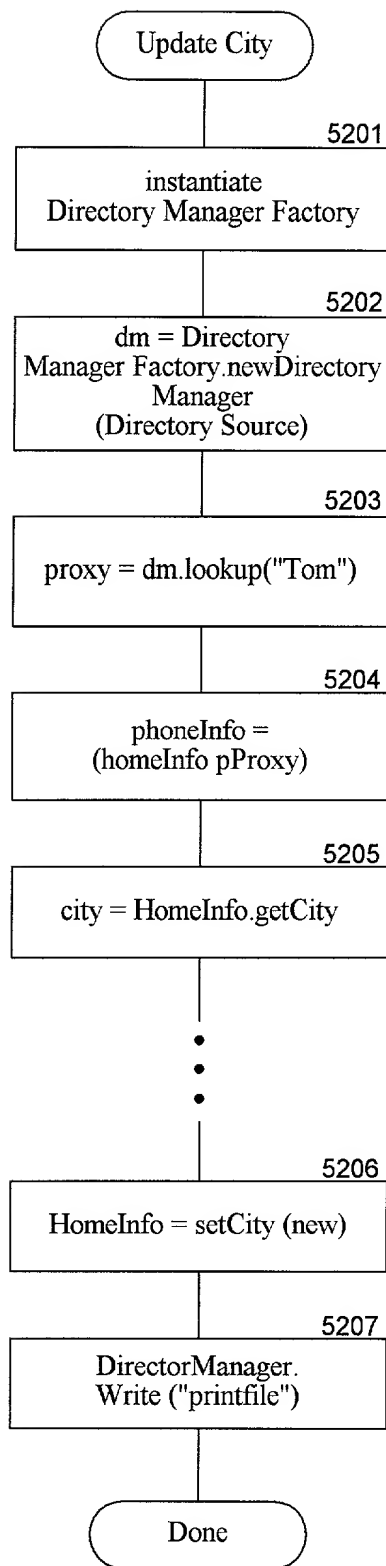 Update City
5201
instantiate
Directory Manager Factory
5202
dm = Directory
Manager Factory.newDirectory
Manager
(Directory Source)
5203
proxy = dm.lookup("Tom")
5204
phoneInfo =
(homeInfo pProxy)
5205
city = HomeInfo.getCity
5206
HomeInfo = setCity (new)
5207
DirectorManager.
Write ("printfile")
Done